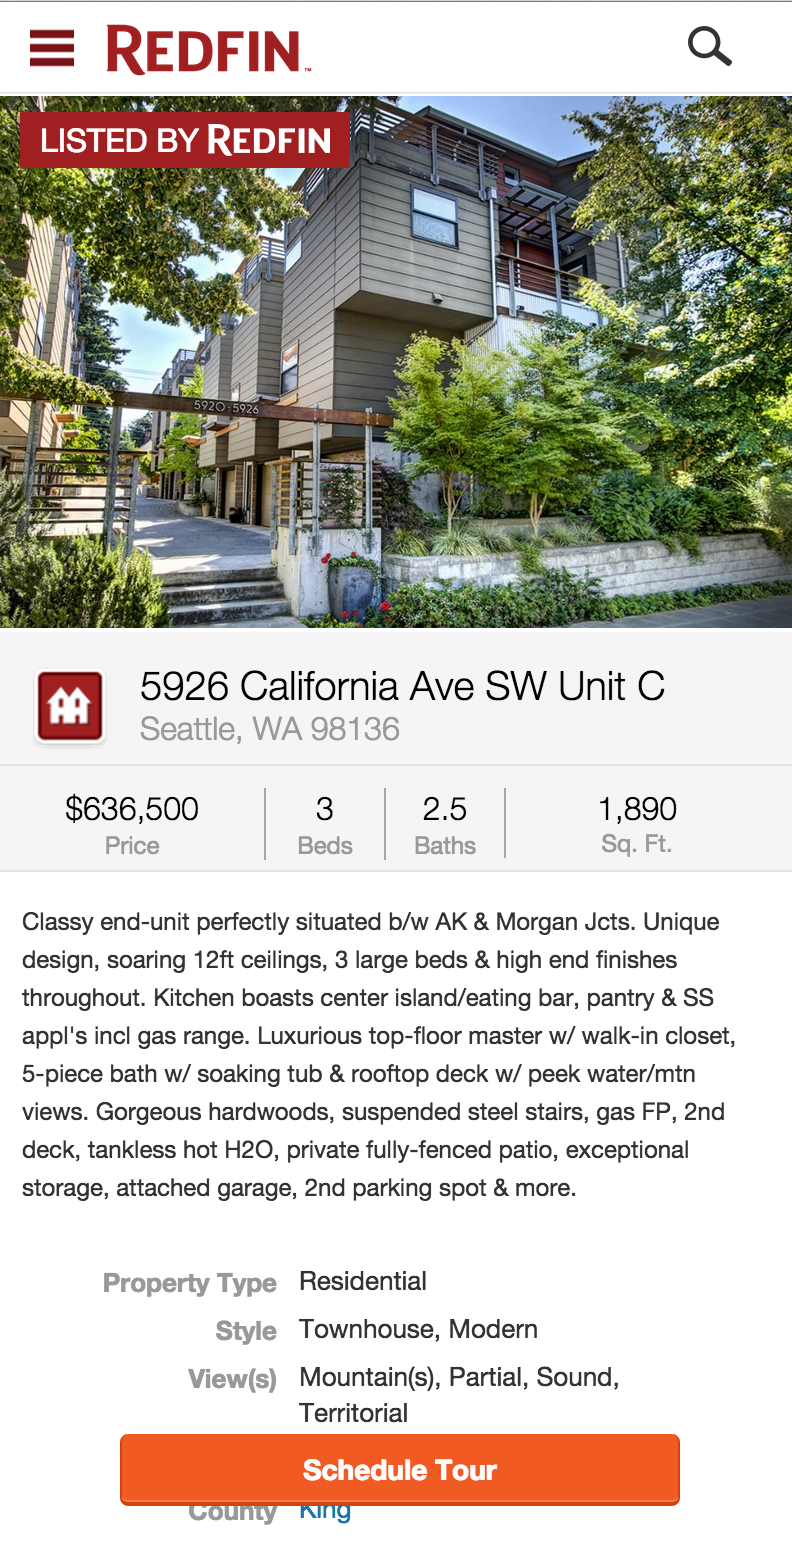 REDFIN™
LISTED BY REDFIN
5920-5926
5926 California Ave SW Unit C
Seattle, WA 98136
$636,500 3 2.5 1,890
Price Beds Baths Sq. Ft.
Classy end-unit perfectly situated b/w AK & Morgan Jcts. Unique
design, soaring 12ft ceilings, 3 large beds & high end finishes
throughout. Kitchen boasts center island/eating bar, pantry & SS
appl's incl gas range. Luxurious top-floor master w/ walk-in closet,
5-piece bath w/ soaking tub & rooftop deck w/ peek water/mtn
views. Gorgeous hardwoods, suspended steel stairs, gas FP, 2nd
deck, tankless hot H2O, private fully-fenced patio, exceptional
storage, attached garage, 2nd parking spot & more.
Property Type Residential
Style Townhouse, Modern
View(s) Mountain(s), Partial, Sound,
Territorial
Schedule Tour
County King